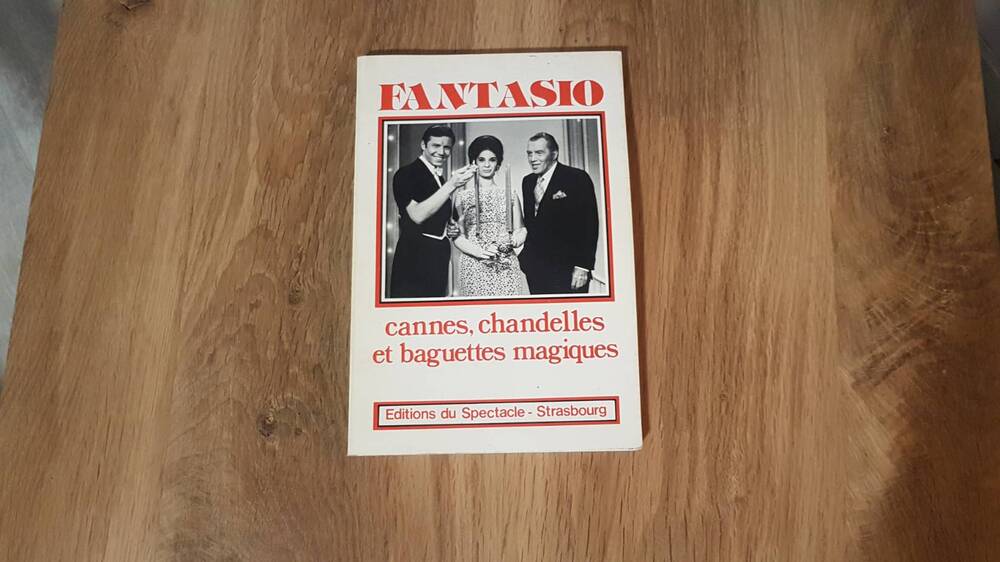 FANTASIO
cannes, chandelles
et baguettes magiques
Editions du Spectacle - Strasbourg